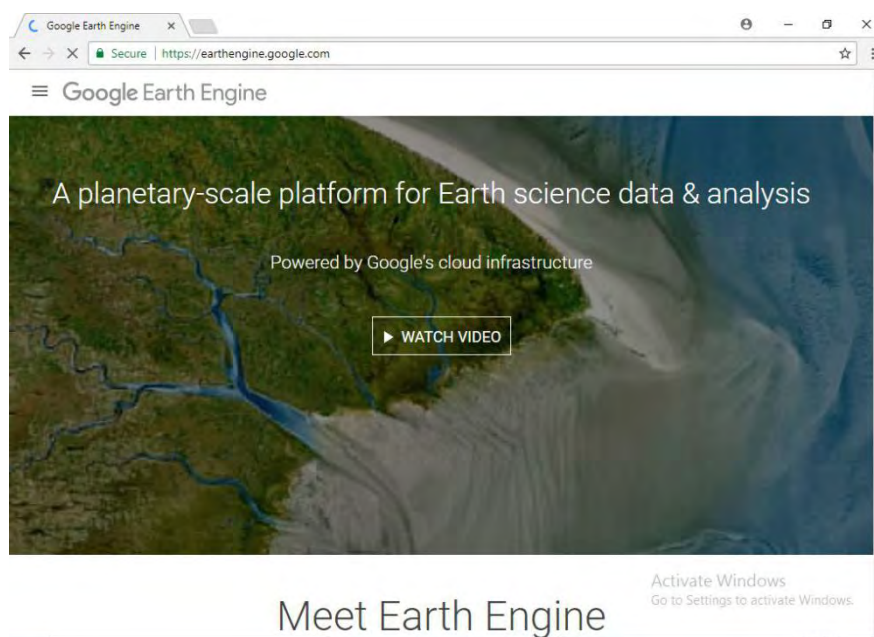 Google Earth Engine
Secure | https://earthengine.google.com
Google Earth Engine
A planetary-scale platform for Earth science data & analysis
Powered by Google's cloud infrastructure
WATCH VIDEO
Activate Windows
Go to Settings to activate Windows.
Meet Earth Engine